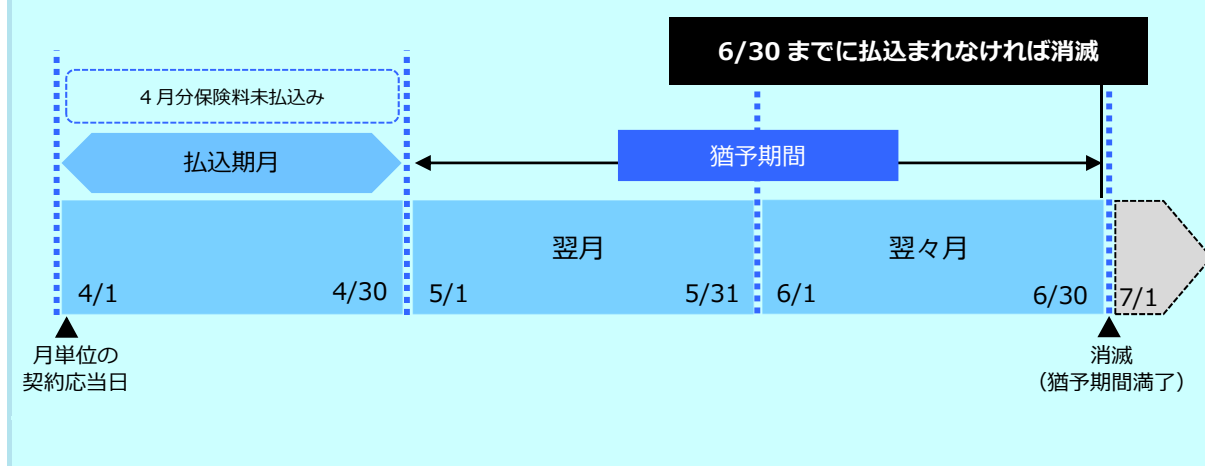 6/30 までに払込まれなければ消滅
4月分保険料未払込み
払込期月
猶予期間
翌月
翌々月
4/1
4/30
5/1
5/31
6/1
6/30
7/1
月単位の
契約応当日
消滅
（猶予期間満了）